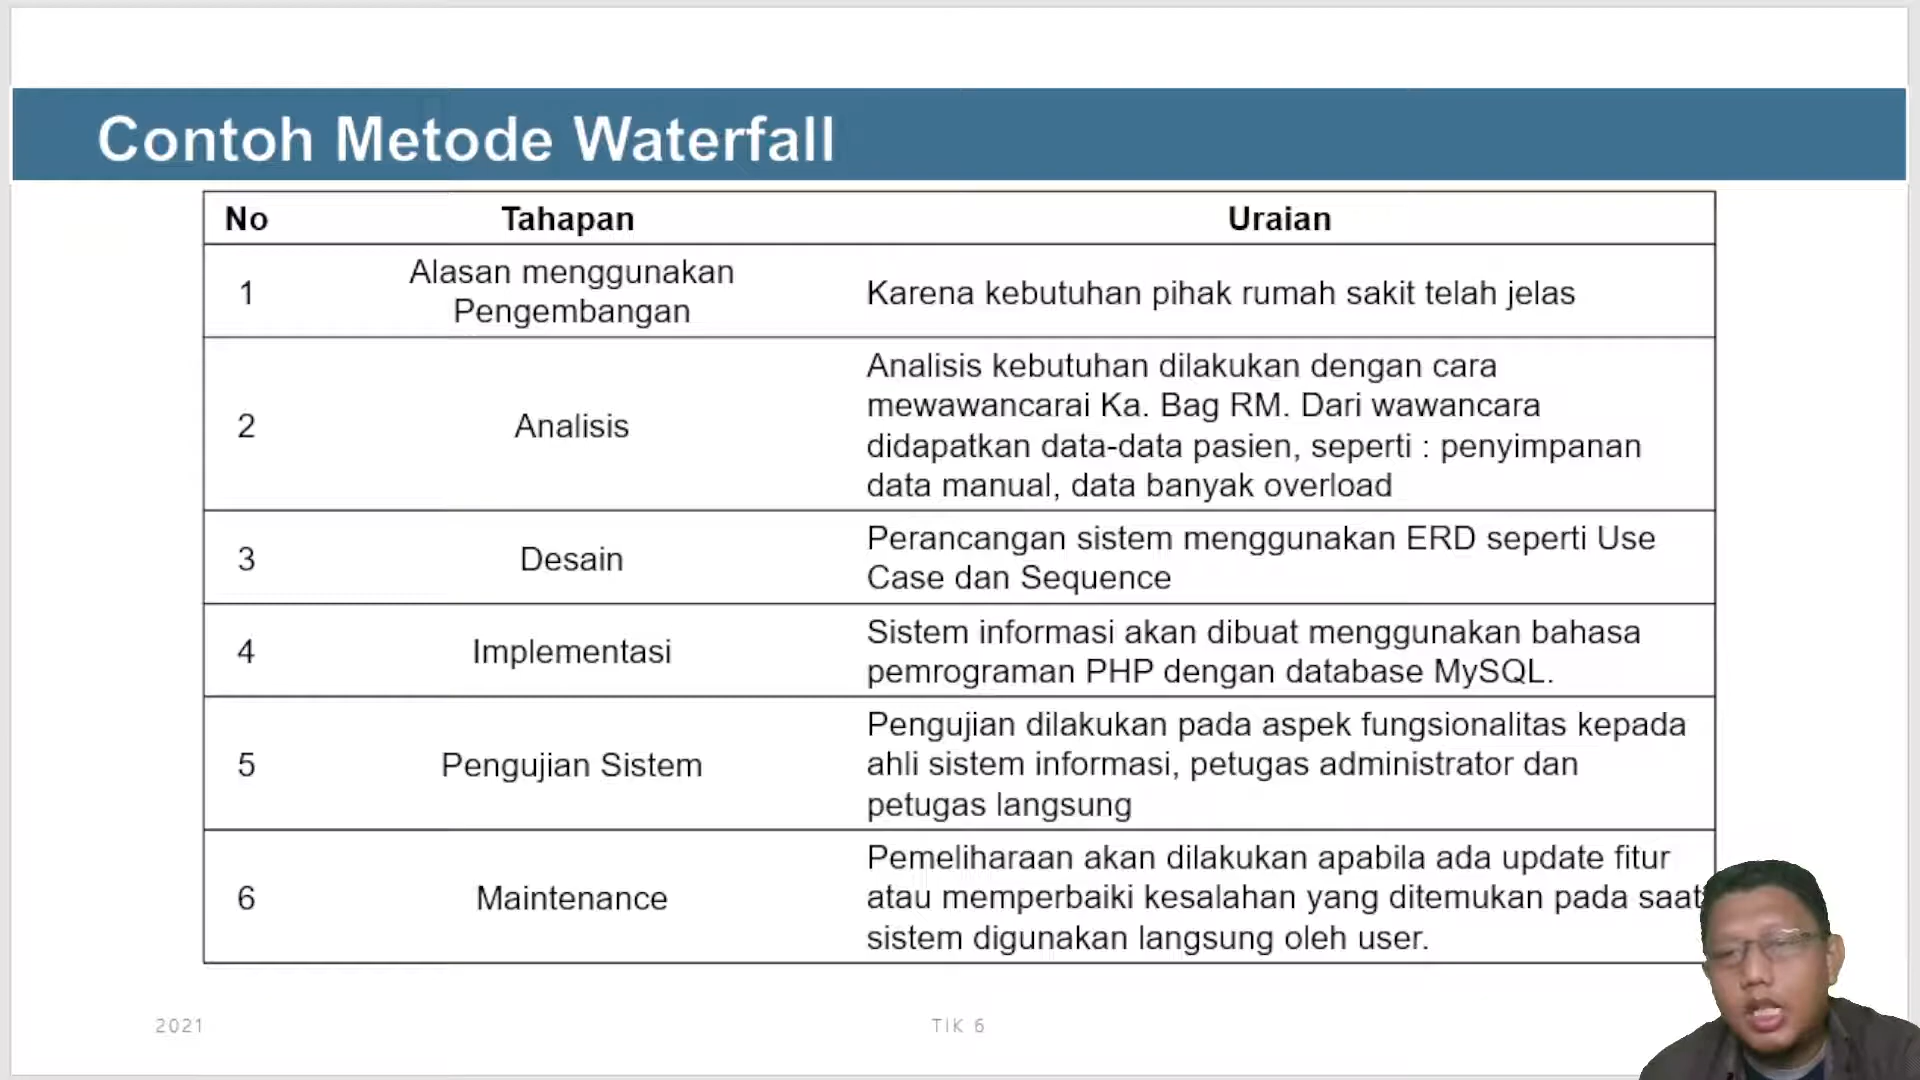 Contoh Metode Waterfall
No Tahapan Uraian
1 Alasan menggunakan Pengembangan Karena kebutuhan pihak rumah sakit telah jelas
2 Analisis Analisis kebutuhan dilakukan dengan cara
mewawancarai Ka. Bag RM. Dari wawancara
didapatkan data-data pasien, seperti : penyimpanan
data manual, data banyak overload
3 Desain Perancangan sistem menggunakan ERD seperti Use
Case dan Sequence
4 Implementasi Sistem informasi akan dibuat menggunakan bahasa
pemrograman PHP dengan database MySQL.
5 Pengujian Sistem Pengujian dilakukan pada aspek fungsionalitas kepada
ahli sistem informasi, petugas administrator dan
petugas langsung
6 Maintenance Pemeliharaan akan dilakukan apabila ada update fitur
atau memperbaiki kesalahan yang ditemukan pada saat
sistem digunakan langsung oleh user.
2021 TIK 6